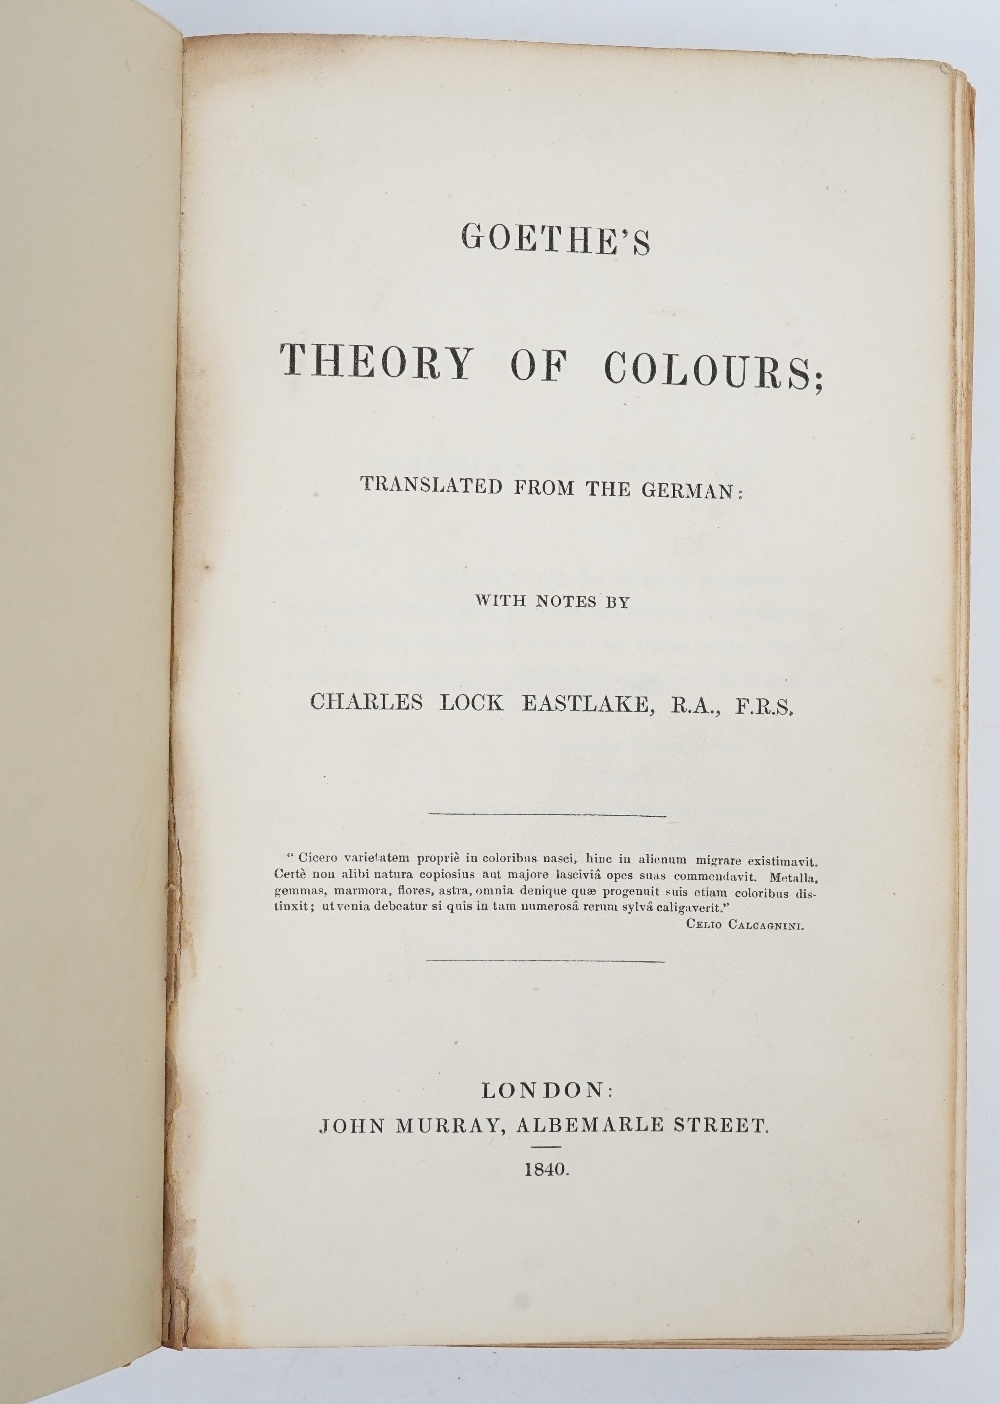 GOETHE'S
THEORY OF COLOURS;
TRANSLATED FROM THE GERMAN:
WITH NOTES BY
CHARLES LOCK EASTLAKE, R.A., F.R.S.
“ Cicero varietatem propriè in coloribus nasci, hinc in alienum migrare existimavit.
Certè non alibi natura copiosius aut majore lasciviâ opes suas commendavit. Metalla,
gemmas, marmora, flores, astra, omnia denique quæ progenuit suis etiam coloribus dis-
tinxit; ut venia debeatur si quis in tam numerosâ rerum sylvâ caligaverit.”
CELIO CALCAGNINI.
LONDON:
JOHN MURRAY, ALBEMARLE STREET.
1840.